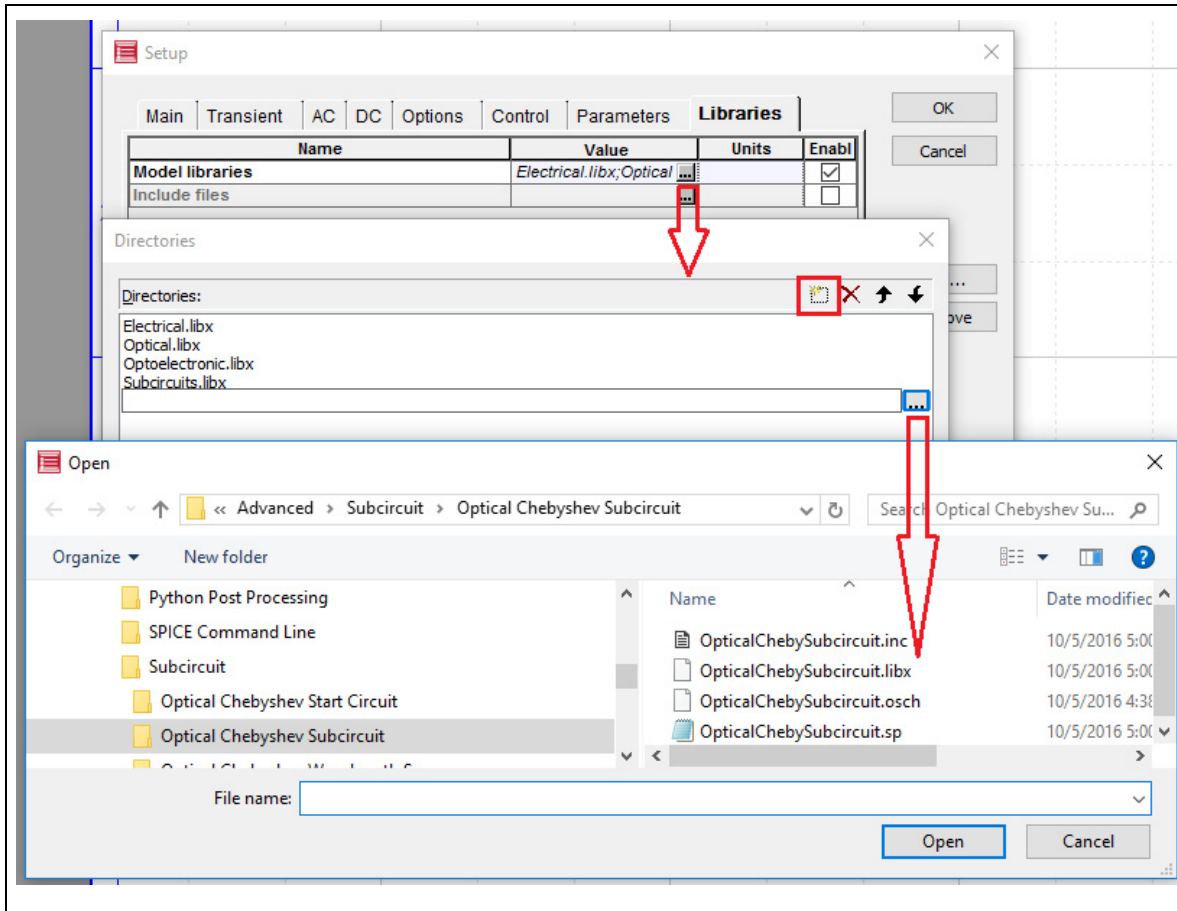 Setup
Main Transient AC DC Options Control Parameters Libraries
OK
Name Value Units Enabl
Cancel
Model libraries Electrical.libx;Optical ...
Include files ...
Directories
...
Directories:
ove
Electrical.libx
Optical.libx
Optoelectronic.libx
Subcircuits.libx
...
Open
« Advanced › Subcircuit › Optical Chebyshev Subcircuit
Search Optical Chebyshev Su...
Organize New folder
Python Post Processing
SPICE Command Line
Subcircuit
Optical Chebyshev Start Circuit
Optical Chebyshev Subcircuit
Name Date modified
OpticalChebySubcircuit.inc 10/5/2016 5:00
OpticalChebySubcircuit.libx 10/5/2016 5:00
OpticalChebySubcircuit.osch 10/5/2016 4:38
OpticalChebySubcircuit.sp 10/5/2016 5:00
File name:
Open Cancel